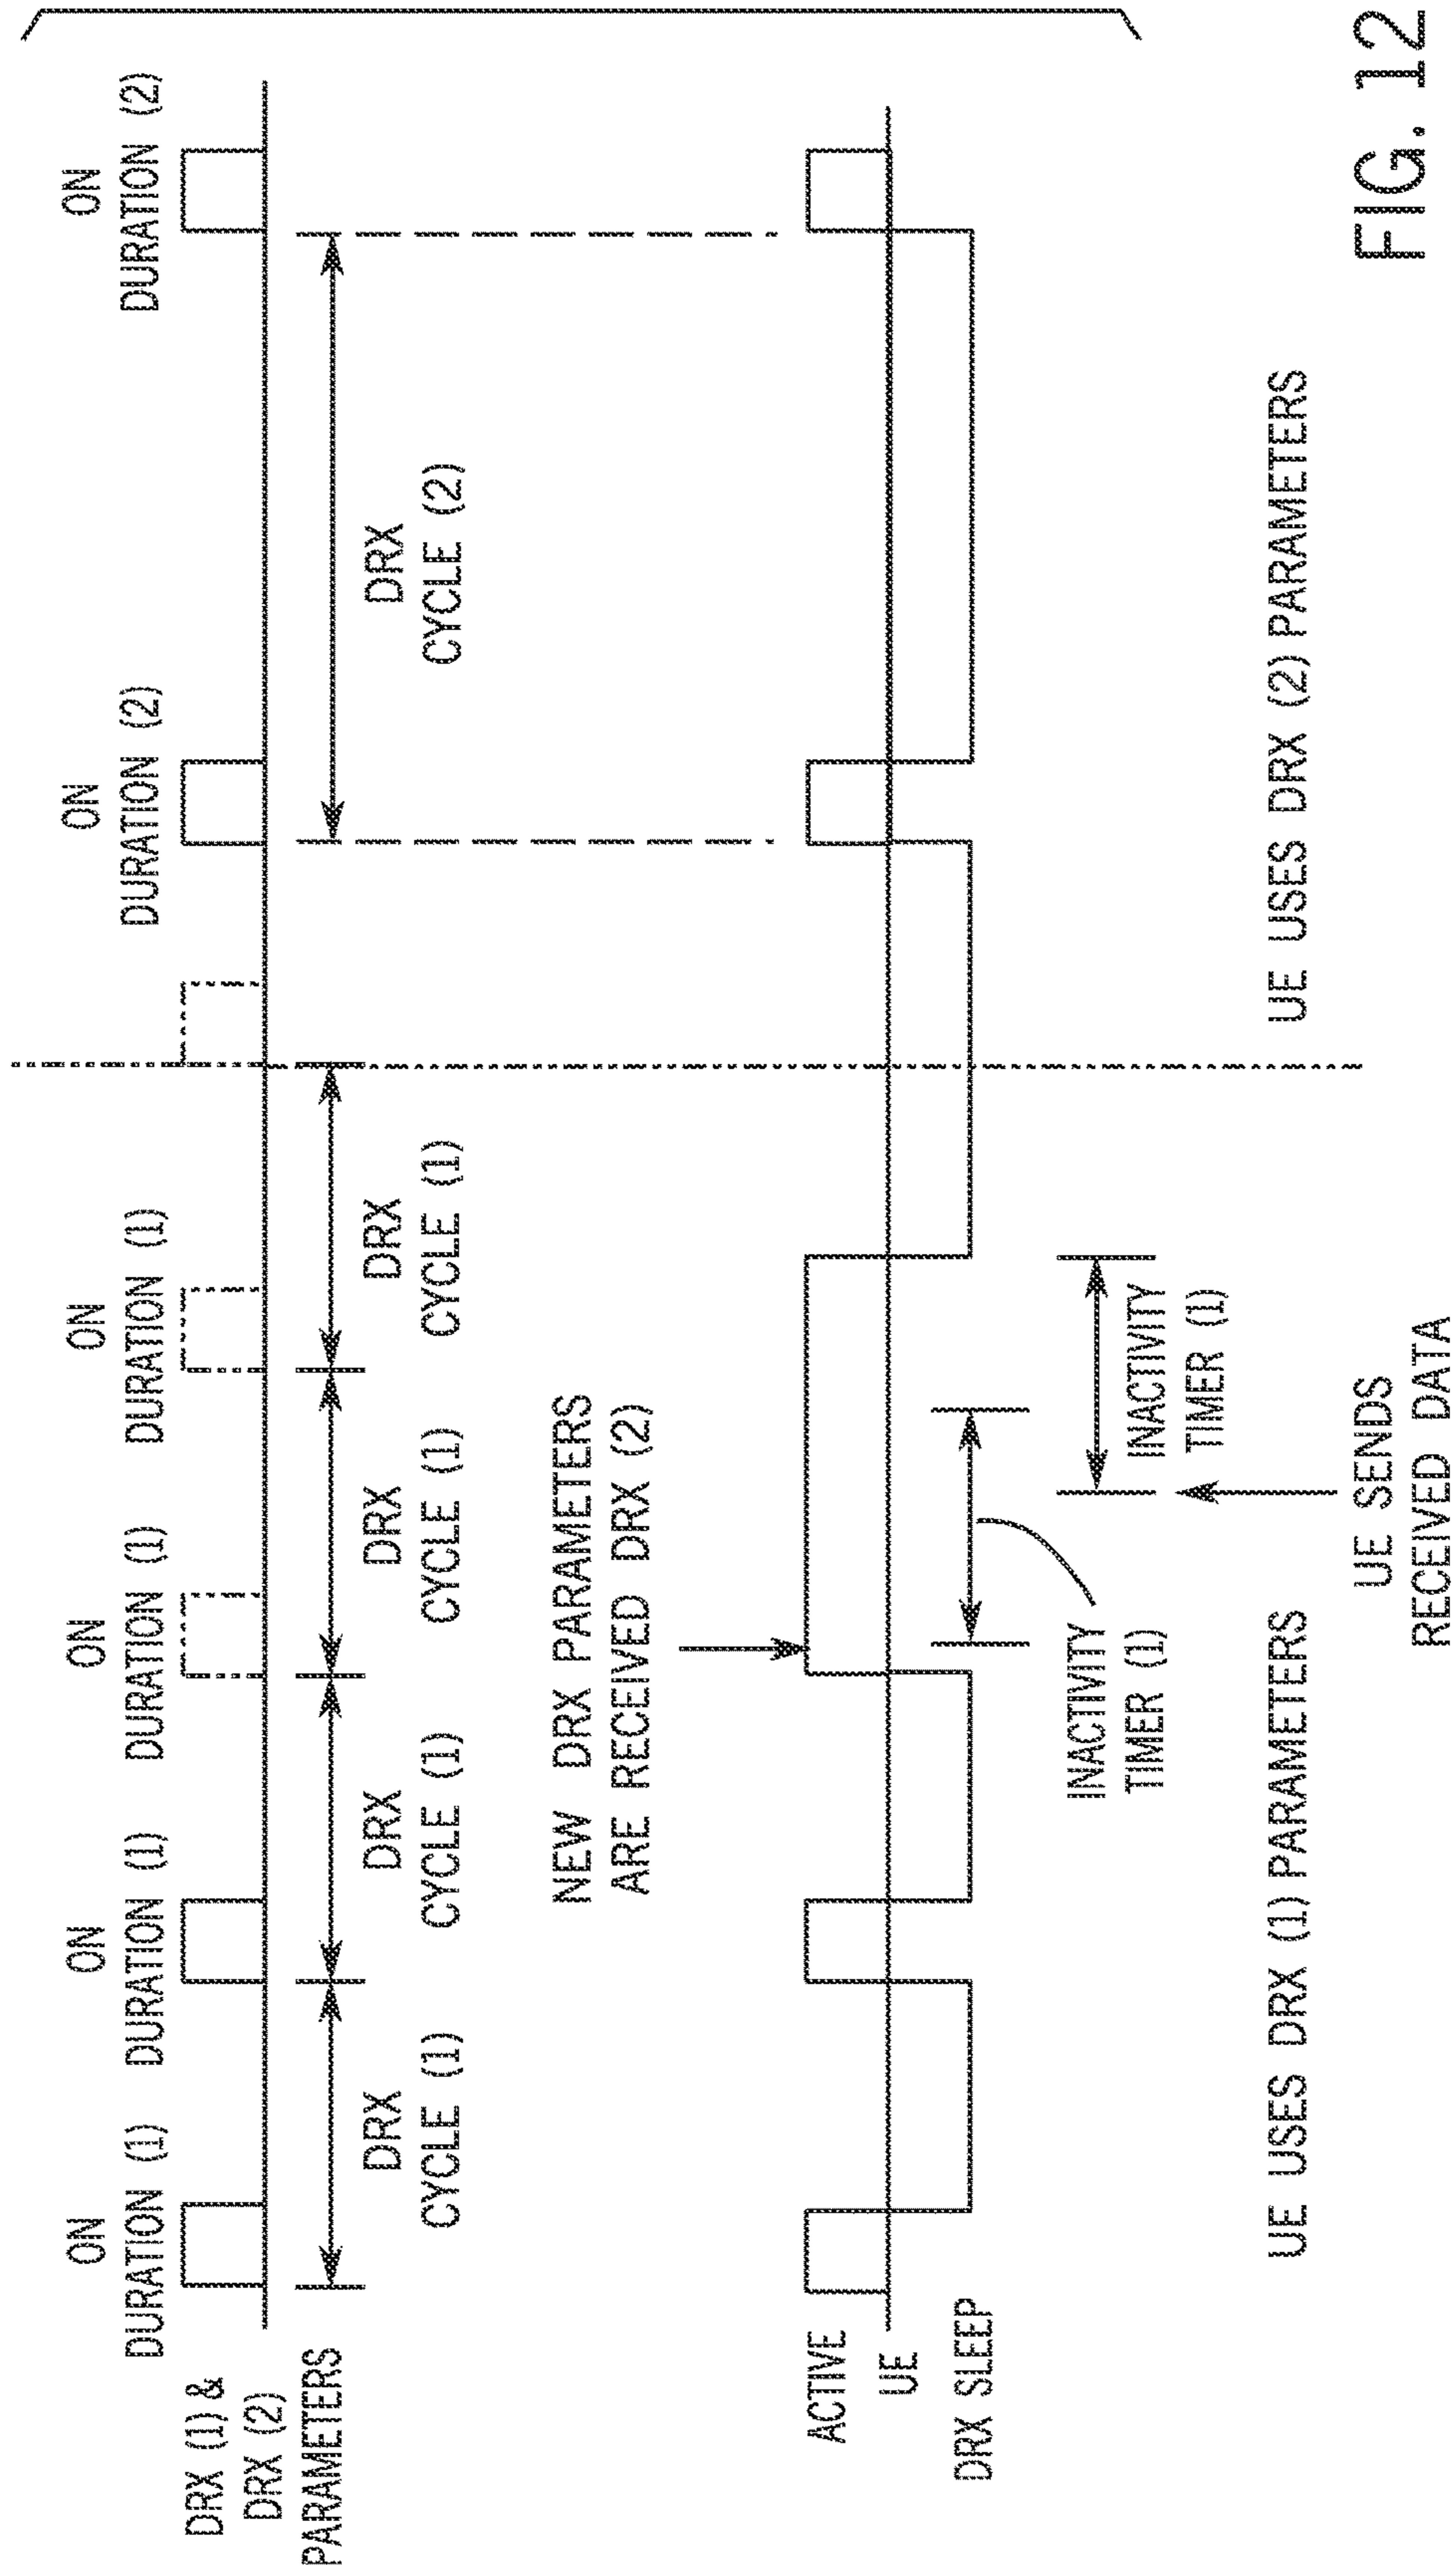 ON
DURATION (1)
ON
DURATION (1)
ON
DURATION (1)
ON
DURATION (1)
ON
DURATION (2)
ON
DURATION (2)
DRX (1) &
DRX (2)
PARAMETERS
DRX
CYCLE (1)
DRX
CYCLE (1)
DRX
CYCLE (1)
DRX
CYCLE (1)
DRX
CYCLE (2)
NEW DRX PARAMETERS
ARE RECEIVED DRX (2)
ACTIVE
UE
DRX SLEEP
INACTIVITY
TIMER (1)
INACTIVITY
TIMER (1)
UE USES DRX (1) PARAMETERS
UE SENDS
RECEIVED DATA
UE USES DRX (2) PARAMETERS
FIG. 12